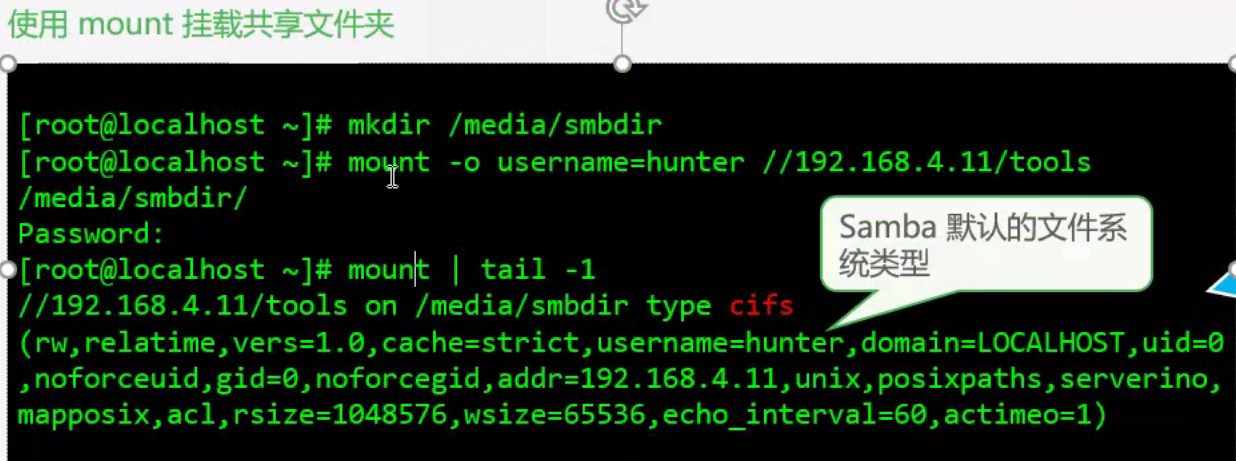 使用 mount 挂载共享文件夹
[root@localhost ~]# mkdir /media/smbdir
[root@localhost ~]# mount -o username=hunter //192.168.4.11/tools
/media/smbdir/
Password:
[root@localhost ~]# mount | tail -1
//192.168.4.11/tools on /media/smbdir type cifs
(rw,relatime,vers=1.0,cache=strict,username=hunter,domain=LOCALHOST,uid=0
,noforceuid,gid=0,noforcegid,addr=192.168.4.11,unix,posixpaths,serverino,
mapposix,acl,rsize=1048576,wsize=65536,echo_interval=60,actimeo=1)
Samba 默认的文件系
统类型